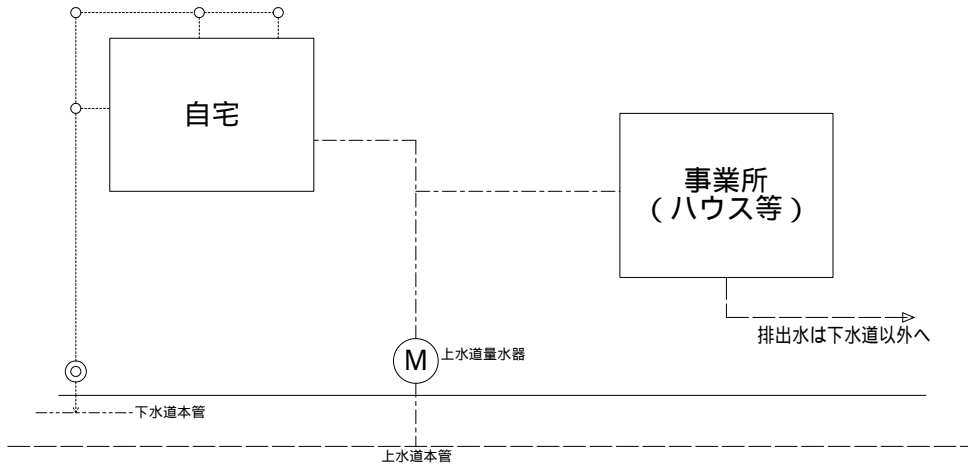 自宅
事業所
(ハウス等)
排出水は下水道以外へ
M
上水道量水器
下水道本管
上水道本管